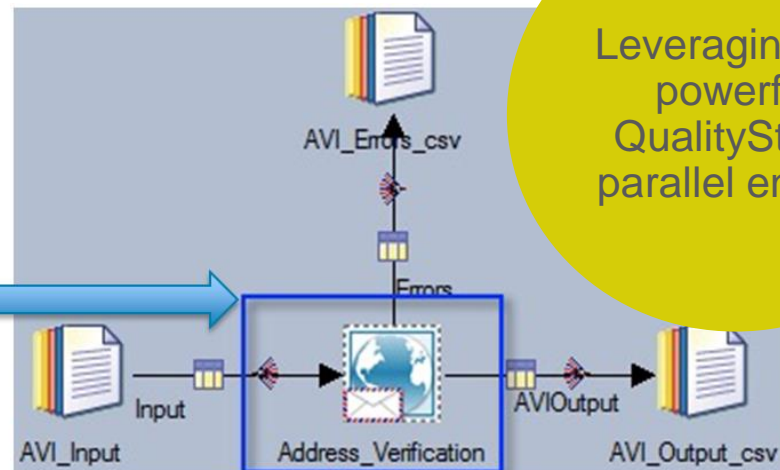 Leveragin
powerf
QualitySt
parallel en
AVI_Errors_csv
Errors
Input
AVIOutput
AVI_Input
Address_Verification
AVI_Output_csv